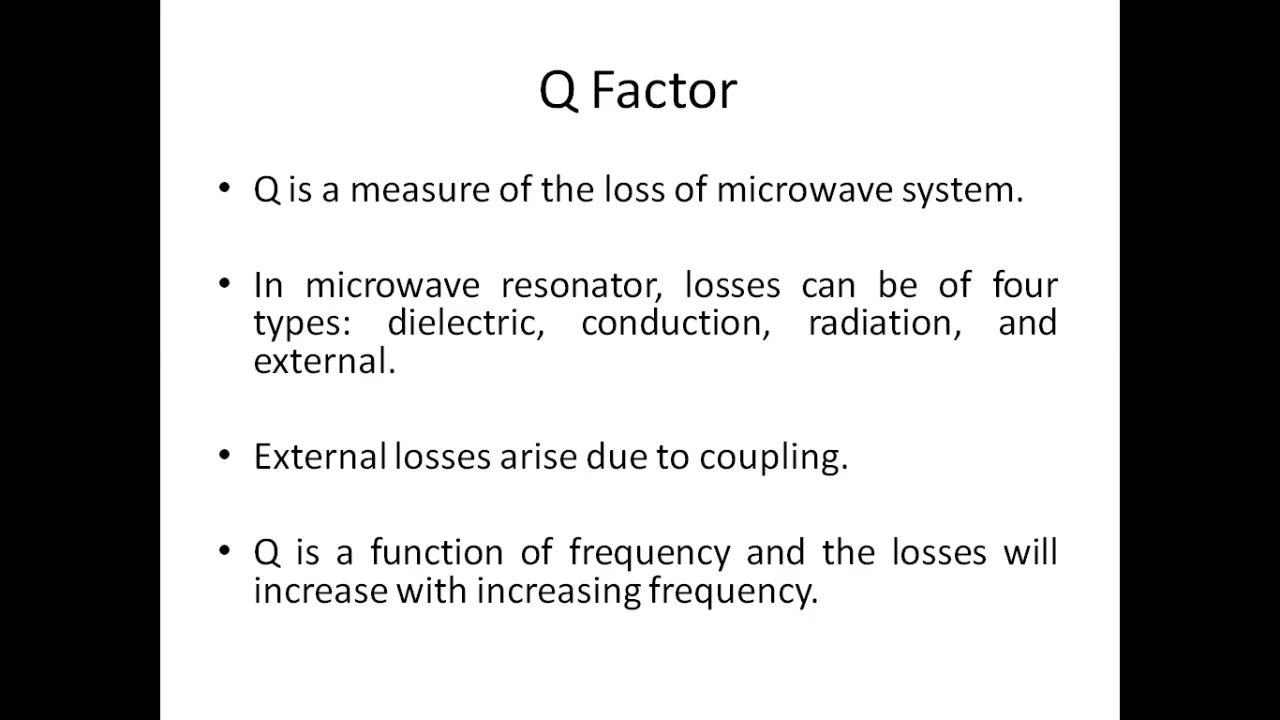 Q Factor
• Q is a measure of the loss of microwave system.
• In microwave resonator, losses can be of four
types: dielectric, conduction, radiation, and
external.
• External losses arise due to coupling.
• Q is a function of frequency and the losses will
increase with increasing frequency.